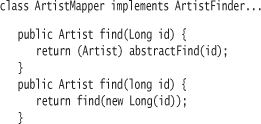 class ArtistMapper implements ArtistFinder...
public Artist find(Long id) {
return (Artist) abstractFind(id);
}
public Artist find(long id) {
return find(new Long(id));
}